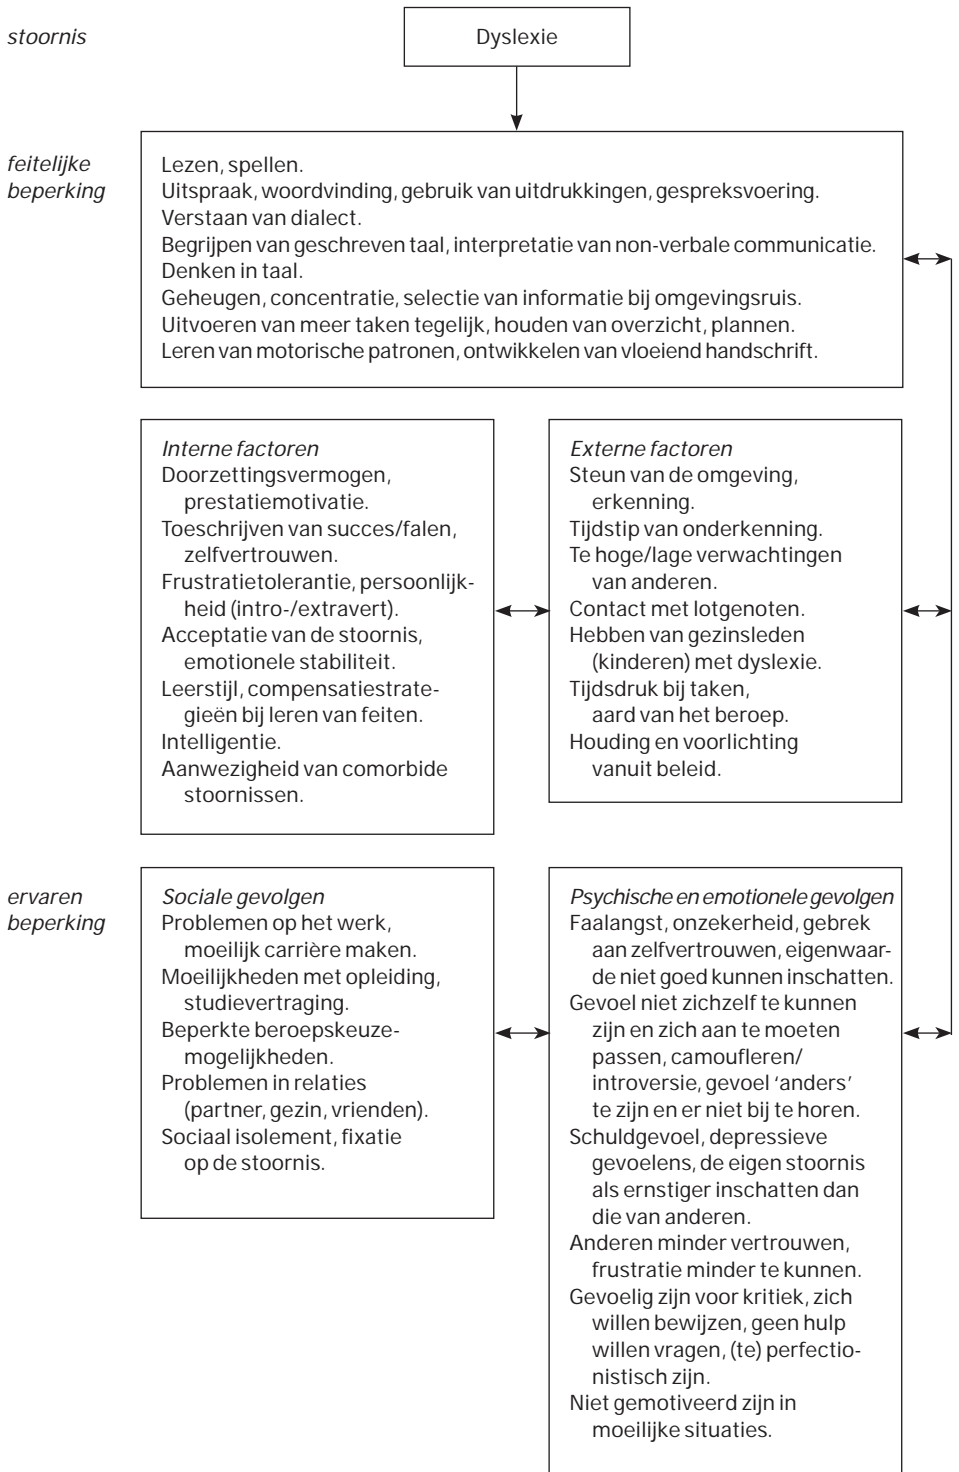 stoornis
Dyslexie
feitelijke
beperking
Lezen, spellen.
Uitspraak, woordvinding, gebruik van uitdrukkingen, gespreksvoering.
Verstaan van dialect.
Begrijpen van geschreven taal, interpretatie van non-verbale communicatie.
Denken in taal.
Geheugen, concentratie, selectie van informatie bij omgevingsruis.
Uitvoeren van meer taken tegelijk, houden van overzicht, plannen.
Leren van motorische patronen, ontwikkelen van vloeiend handschrift.
Interne factoren
Doorzettingsvermogen,
prestatiemotivatie.
Toeschrijven van succes/falen,
zelfvertrouwen.
Frustratietolerantie, persoonlijk-
heid (intro-/extravert).
Acceptatie van de stoornis,
emotionele stabiliteit.
Leerstijl, compensatiestrate-
gieën bij leren van feiten.
Intelligentie.
Aanwezigheid van comorbide
stoornissen.
Externe factoren
Steun van de omgeving,
erkenning.
Tijdstip van onderkenning.
Te hoge/lage verwachtingen
van anderen.
Contact met lotgenoten.
Hebben van gezinsleden
(kinderen) met dyslexie.
Tijdsdruk bij taken,
aard van het beroep.
Houding en voorlichting
vanuit beleid.
ervaren
beperking
Sociale gevolgen
Problemen op het werk,
moeilijk carrière maken.
Moeilijkheden met opleiding,
studievertraging.
Beperkte beroepskeuze-
mogelijkheden.
Problemen in relaties
(partner, gezin, vrienden).
Sociaal isolement, fixatie
op de stoornis.
Psychische en emotionele gevolgen
Faalangst, onzekerheid, gebrek
aan zelfvertrouwen, eigenwaar-
de niet goed kunnen inschatten.
Gevoel niet zichzelf te kunnen
zijn en zich aan te moeten
passen, camoufleren/
introversie, gevoel ‘anders’
te zijn en er niet bij te horen.
Schuldgevoel, depressieve
gevoelens, de eigen stoornis
als ernstiger inschatten dan
die van anderen.
Anderen minder vertrouwen,
frustratie minder te kunnen.
Gevoelig zijn voor kritiek, zich
willen bewijzen, geen hulp
willen vragen, (te) perfectio-
nistisch zijn.
Niet gemotiveerd zijn in
moeilijke situaties.